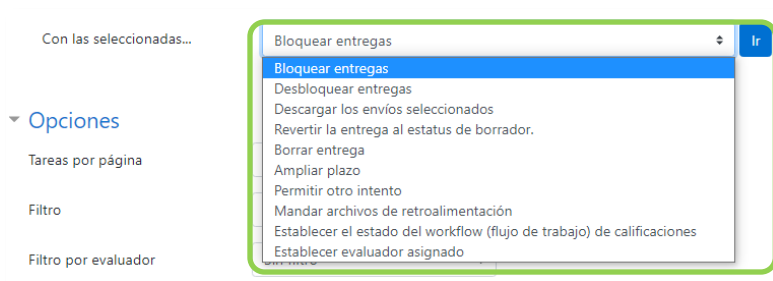 Con las seleccionadas...
Bloquear entregas
Ir
Bloquear entregas
Desbloquear entregas
Descargar los envíos seleccionados
Revertir la entrega al estatus de borrador.
Borrar entrega
Ampliar plazo
Permitir otro intento
Mandar archivos de retroalimentación
Establecer el estado del workflow (flujo de trabajo) de calificaciones
Establecer evaluador asignado
Opciones
Tareas por página
Filtro
Filtro por evaluador